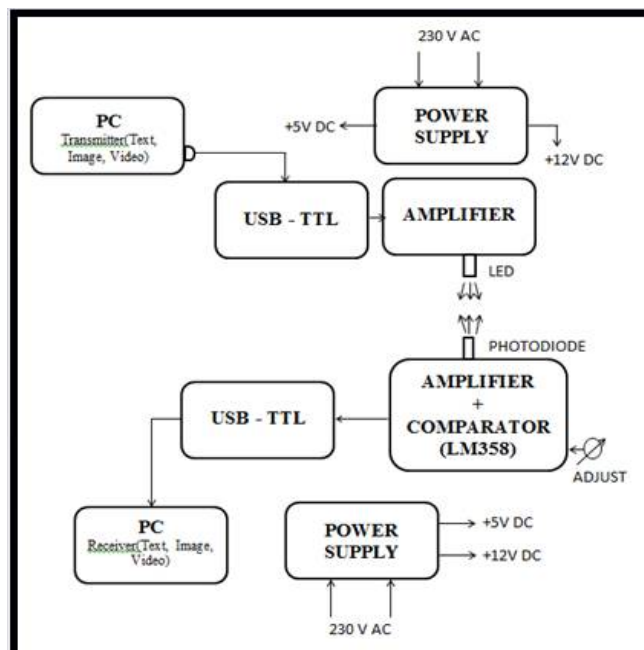 230 V AC
PC
Transmitter(Text,
Image, Video)
POWER
SUPPLY
+5V DC
+12V DC
USB - TTL
AMPLIFIER
LED
PHOTODIODE
AMPLIFIER
+
COMPARATOR
(LM358)
USB - TTL
ADJUST
PC
Receiver(Text, Image,
Video)
POWER
SUPPLY
+5V DC
+12V DC
230 V AC